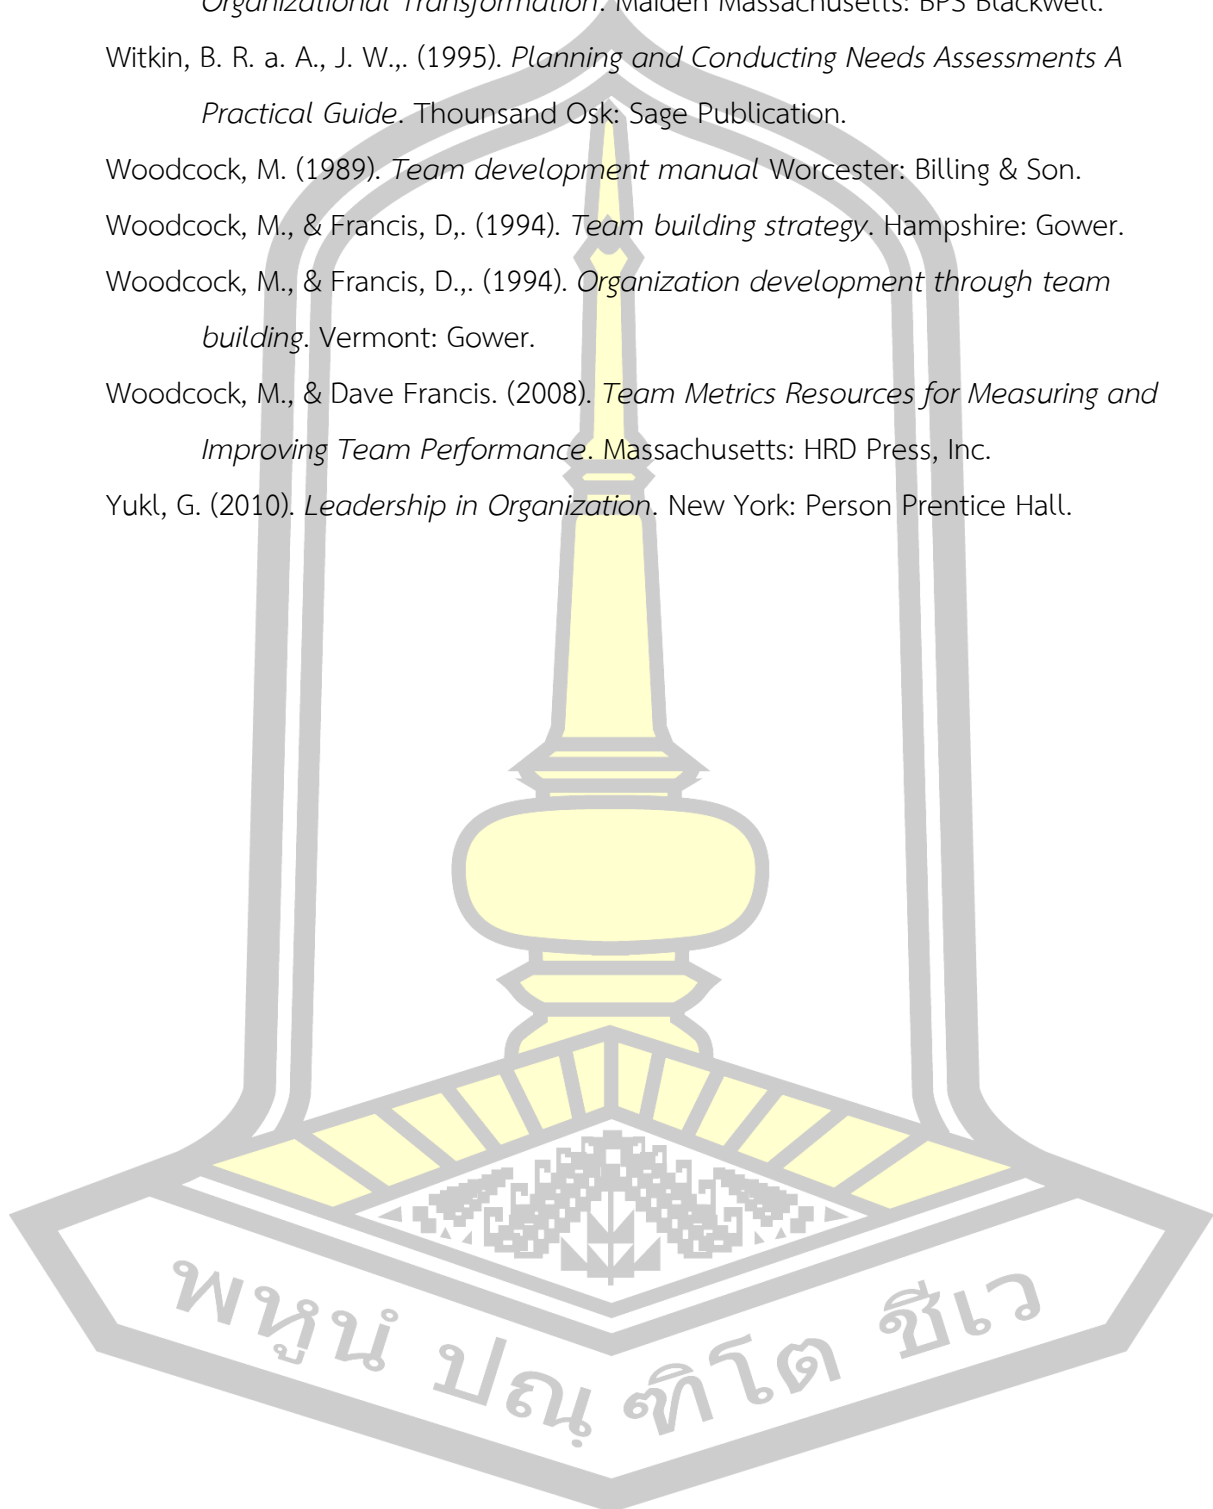 Organizational Transformation. Malden Massachusetts: BPS Blackwell.
Witkin, B. R. a. A., J. W.,. (1995). Planning and Conducting Needs Assessments A
Practical Guide. Thounsand Osk: Sage Publication.
Woodcock, M. (1989). Team development manual Worcester: Billing & Son.
Woodcock, M., & Francis, D,. (1994). Team building strategy. Hampshire: Gower.
Woodcock, M., & Francis, D.,. (1994). Organization development through team
building. Vermont: Gower.
Woodcock, M., & Dave Francis. (2008). Team Metrics Resources for Measuring and
Improving Team Performance. Massachusetts: HRD Press, Inc.
Yukl, G. (2010). Leadership in Organization. New York: Person Prentice Hall.
พหูนํ ปณฺฑิโต ชีเว